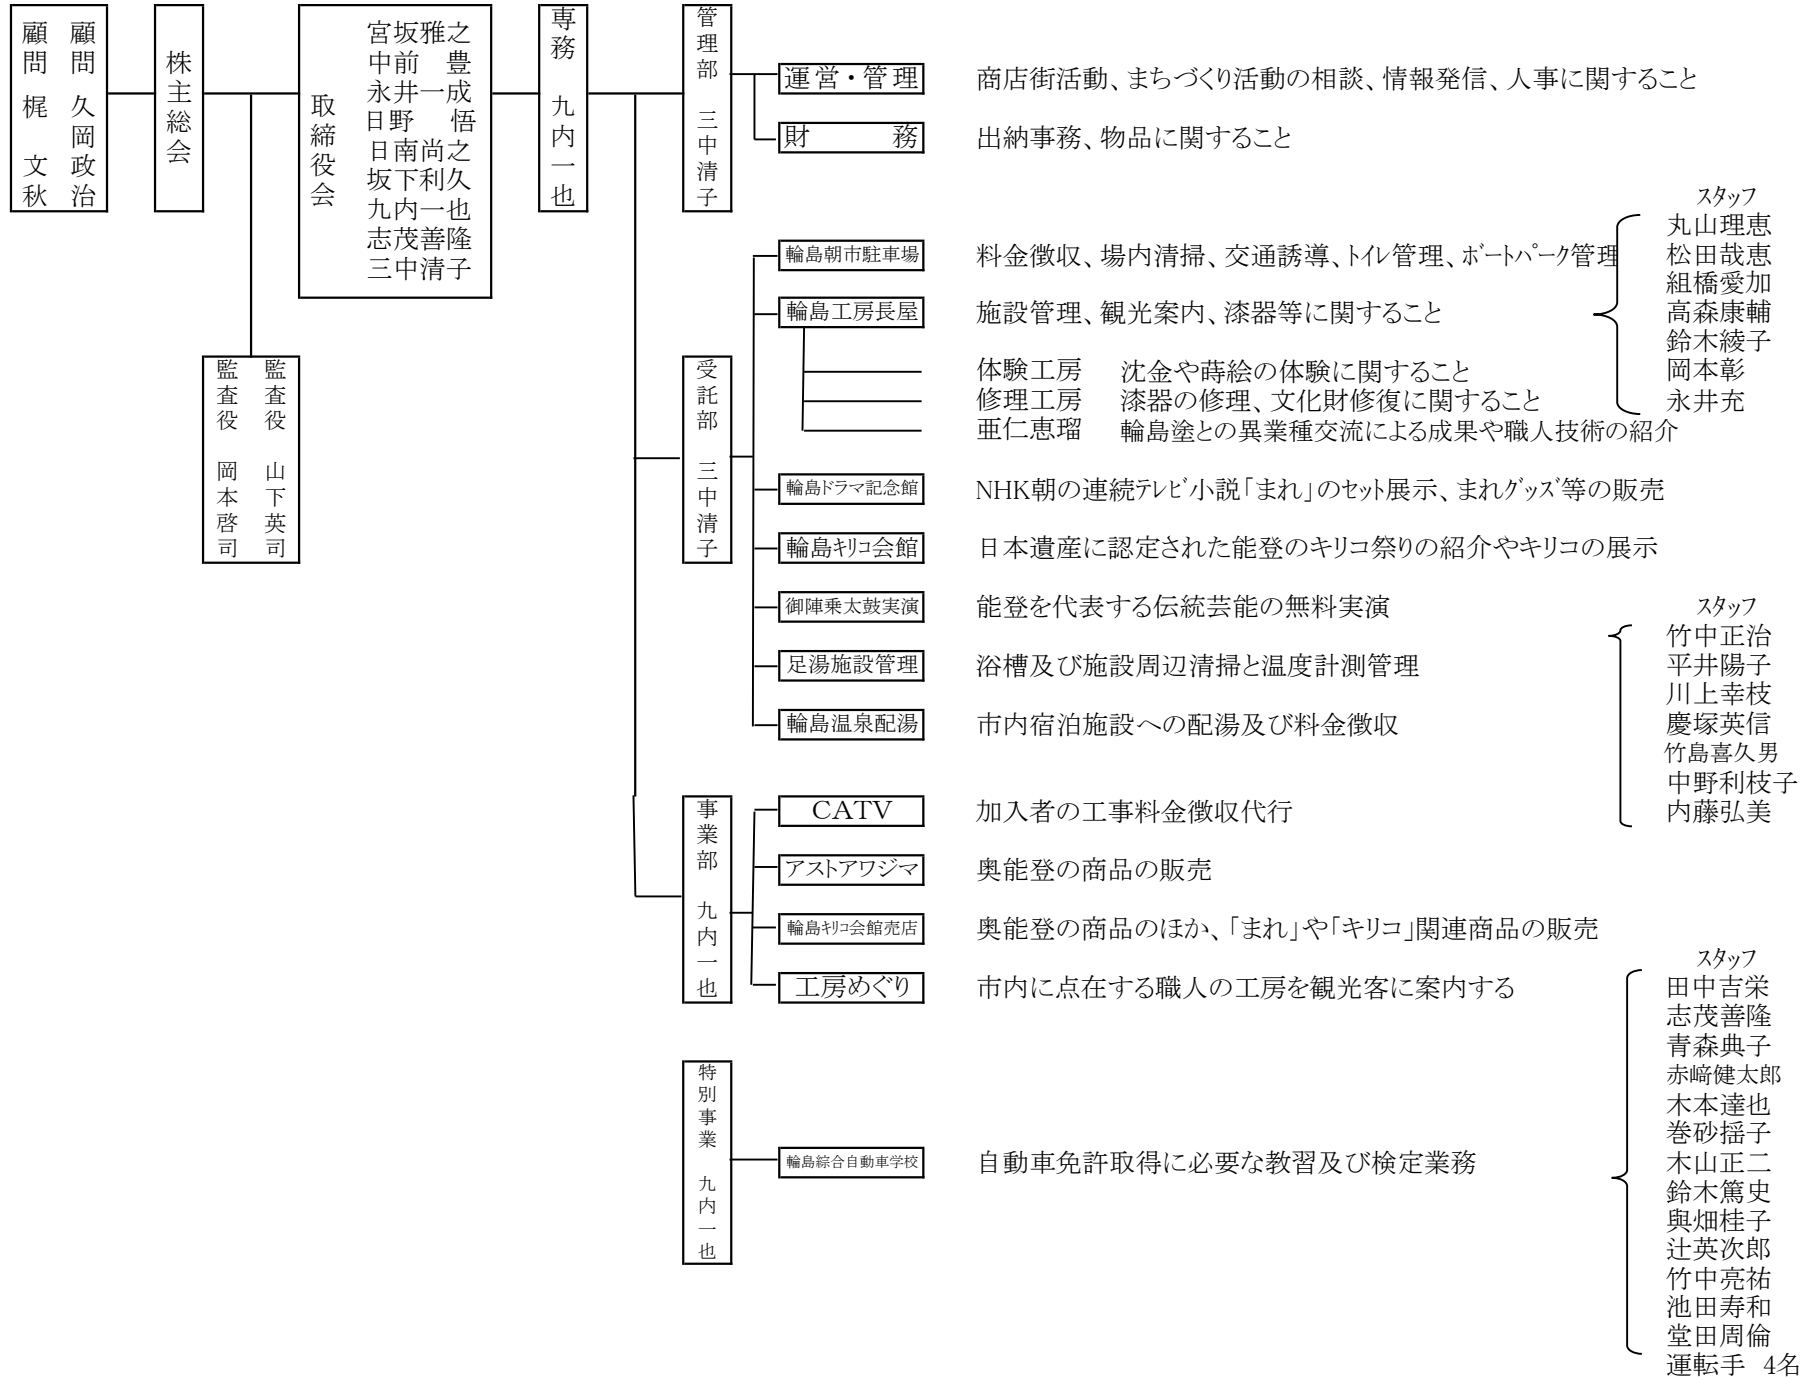 顧問 久岡政治
顧問 梶 文秋
株主総会
取締役会
宮坂雅之
中前 豊
永井一成
日野 悟
日南尚之
坂下利久
九内一也
志茂善隆
三中清子
監査役 山下英司
監査役 岡本啓司
専務 九内一也
管理部 三中清子
運営・管理 商店街活動、まちづくり活動の相談、情報発信、人事に関すること
財 務 出納事務、物品に関すること
受託部 三中清子
輪島朝市駐車場 料金徴収、場内清掃、交通誘導、トイレ管理、ボートパーク管理
輪島工房長屋 施設管理、観光案内、漆器等に関すること
体験工房 沈金や蒔絵の体験に関すること
修理工房 漆器の修理、文化財修復に関すること
亜仁恵瑠 輪島塗との異業種交流による成果や職人技術の紹介
輪島ドラマ記念館 NHK朝の連続テレビ小説「まれ」のセット展示、まれグッズ等の販売
輪島キリコ会館 日本遺産に認定された能登のキリコ祭りの紹介やキリコの展示
御陣乗太鼓実演 能登を代表する伝統芸能の無料実演
足湯施設管理 浴槽及び施設周辺清掃と温度計測管理
輪島温泉配湯 市内宿泊施設への配湯及び料金徴収
事業部 九内一也
CATV 加入者の工事料金徴収代行
アストアワジマ 奥能登の商品の販売
輪島キリコ会館売店 奥能登の商品のほか、「まれ」や「キリコ」関連商品の販売
工房めぐり 市内に点在する職人の工房を観光客に案内する
特別事業 九内一也
輪島綜合自動車学校 自動車免許取得に必要な教習及び検定業務
スタッフ
丸山理恵
松田哉恵
組橋愛加
高森康輔
鈴木綾子
岡本彰
永井充
スタッフ
竹中正治
平井陽子
川上幸枝
慶塚英信
竹島喜久男
中野利枝子
内藤弘美
スタッフ
田中吉栄
志茂善隆
青森典子
赤﨑健太郎
木本達也
巻砂揺子
木山正二
鈴木篤史
與畑桂子
辻英次郎
竹中亮祐
池田寿和
堂田周倫
運転手 4名